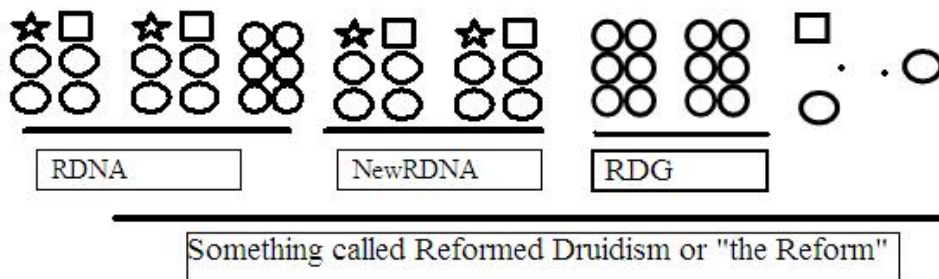 RDNA
NewRDNA
RDG
Something called Reformed Druidism or "the Reform"